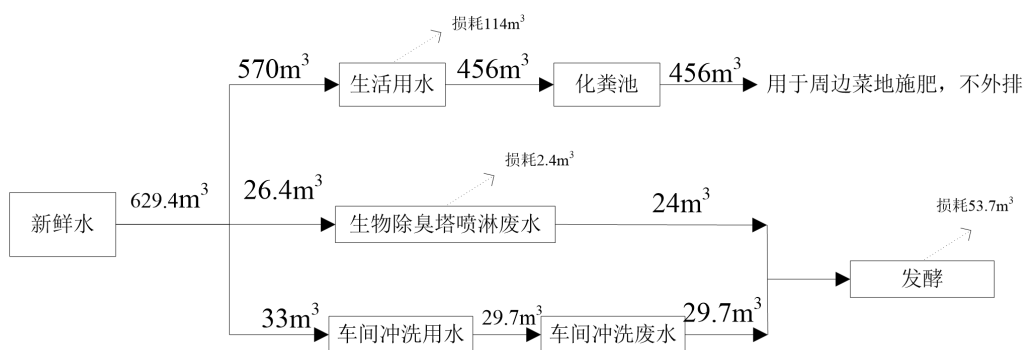 损耗114m³
570m³
生活用水
456m³
化粪池
456m³
用于周边菜地施肥，不外排
损耗2.4m³
新鲜水
629.4m³
26.4m³
生物除臭塔喷淋废水
24m³
损耗53.7m³
发酵
33m³
车间冲洗用水
29.7m³
车间冲洗废水
29.7m³